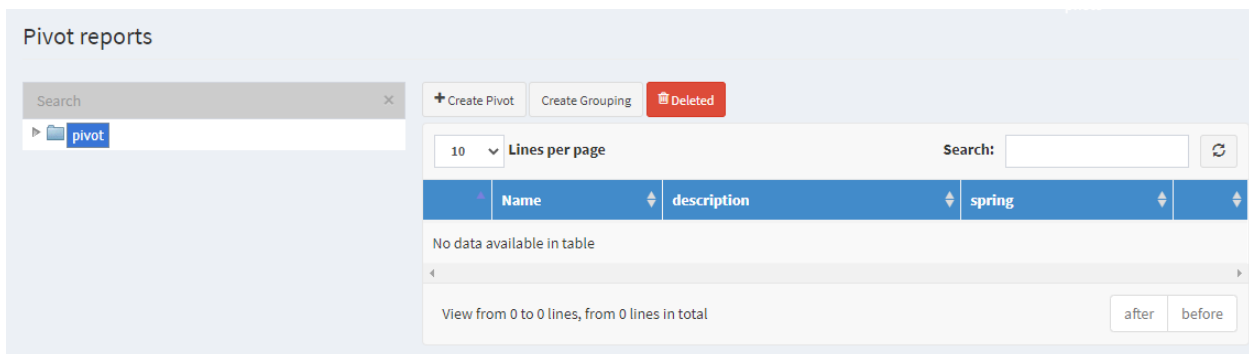 Pivot reports
Search ×
pivot
+ Create Pivot Create Grouping Deleted
10 Lines per page Search:
Name description spring
No data available in table
View from 0 to 0 lines, from 0 lines in total after before